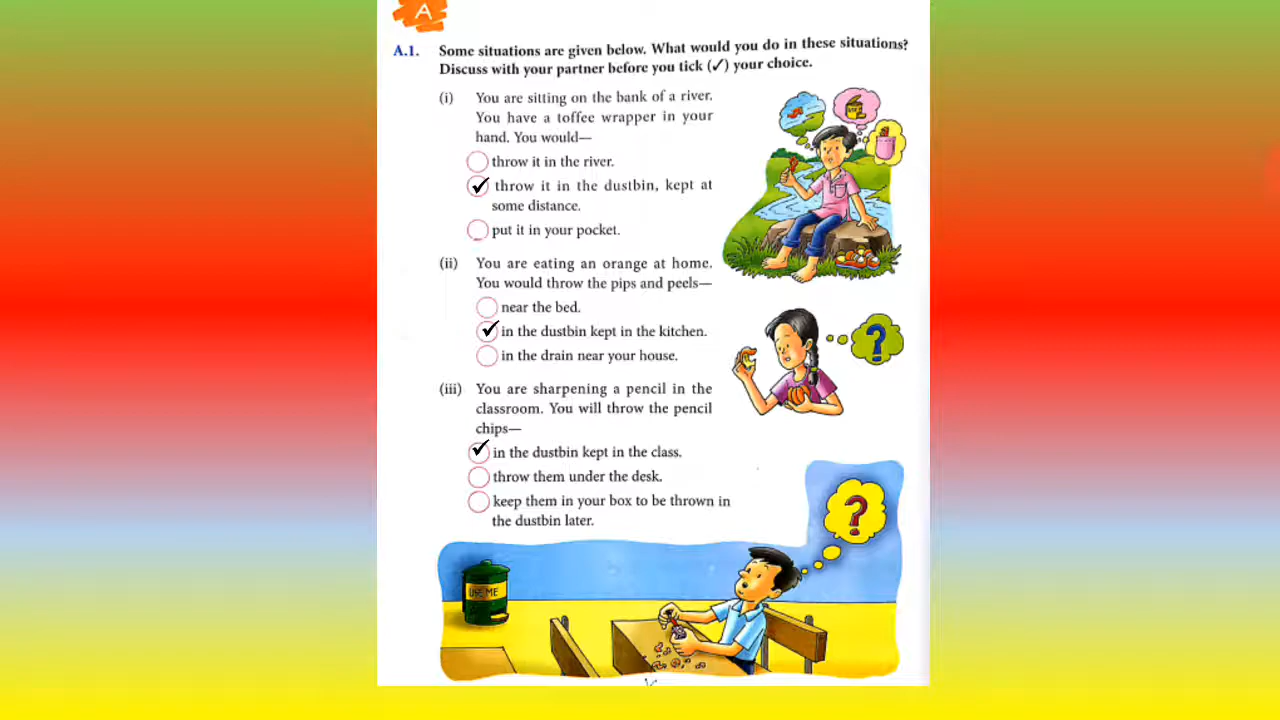 A
A.1. Some situations are given below. What would you do in these situations?
Discuss with your partner before you tick (✓) your choice.
(i) You are sitting on the bank of a river.
You have a toffee wrapper in your
hand. You would—
throw it in the river.
✓ throw it in the dustbin, kept at
some distance.
put it in your pocket.
(ii) You are eating an orange at home.
You would throw the pips and peels—
near the bed.
✓ in the dustbin kept in the kitchen.
in the drain near your house.
?
(iii) You are sharpening a pencil in the
classroom. You will throw the pencil
chips—
✓ in the dustbin kept in the class.
throw them under the desk.
keep them in your box to be thrown in
the dustbin later.
?
USE ME